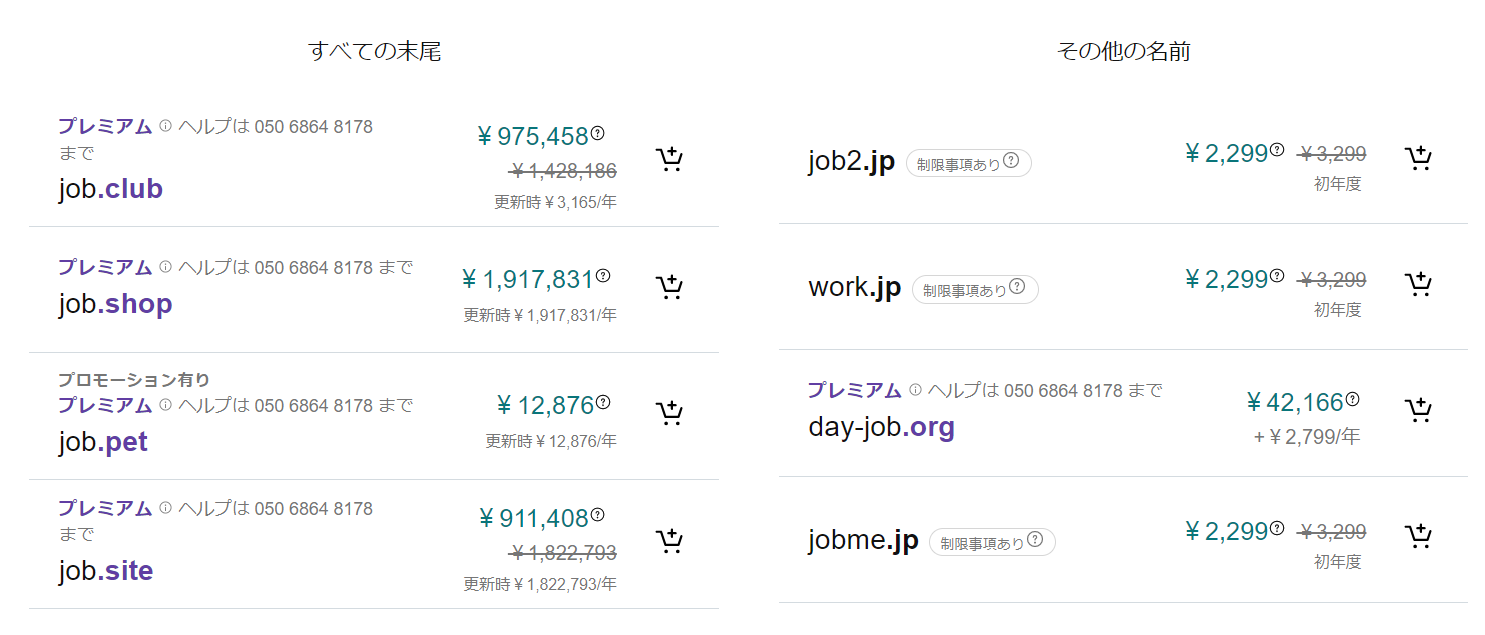 すべての末尾
プレミアム ヘルプは 050 6864 8178
まで
job.club
¥ 975,458
¥ 1,428,186
更新時 ¥ 3,165/年
プレミアム ヘルプは 050 6864 8178 まで
job.shop
¥ 1,917,831
更新時 ¥ 1,917,831/年
プロモーション有り
プレミアム ヘルプは 050 6864 8178 まで
job.pet
¥ 12,876
更新時 ¥ 12,876/年
プレミアム ヘルプは 050 6864 8178
まで
job.site
¥ 911,408
¥ 1,822,793
更新時 ¥ 1,822,793/年
その他の名前
job2.jp 制限事項あり
¥ 2,299 ¥ 3,299
初年度
work.jp 制限事項あり
¥ 2,299 ¥ 3,299
初年度
プレミアム ヘルプは 050 6864 8178 まで
day-job.org
¥ 42,166
+ ¥ 2,799/年
jobme.jp 制限事項あり
¥ 2,299 ¥ 3,299
初年度